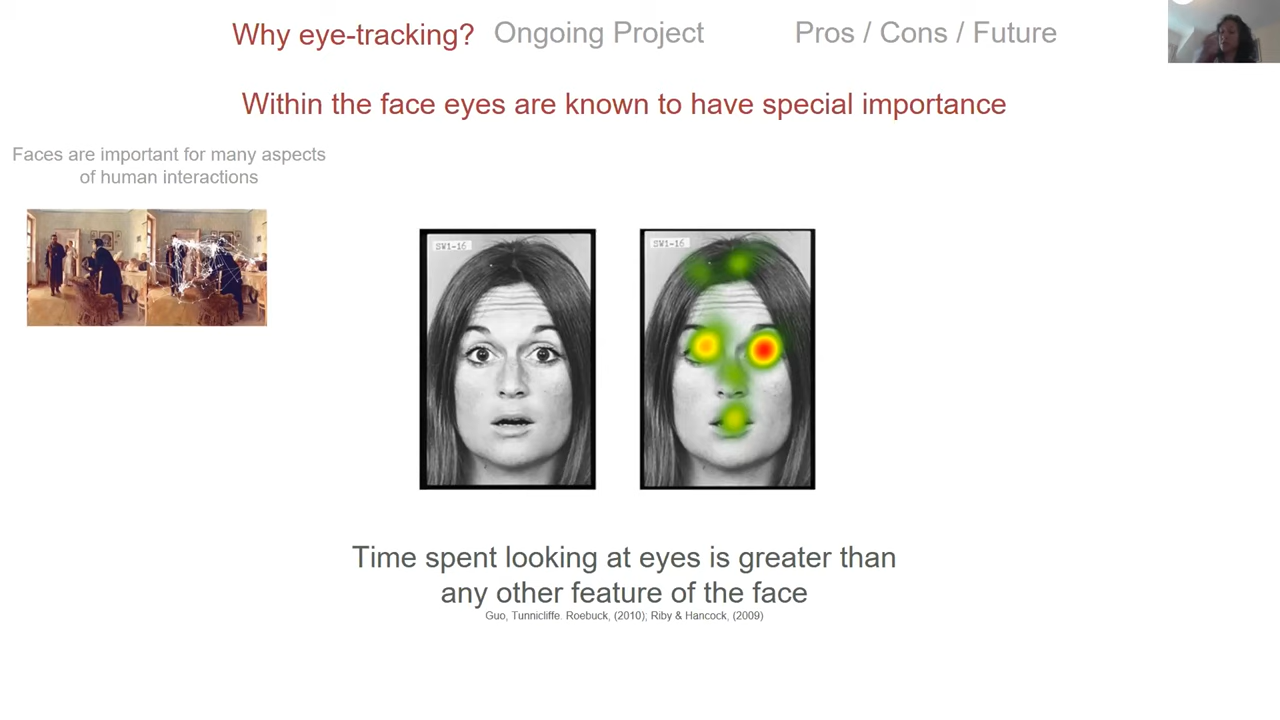 Why eye-tracking? Ongoing Project Pros / Cons / Future
Within the face eyes are known to have special importance
Faces are important for many aspects
of human interactions
SW1-16
SW1-16
Time spent looking at eyes is greater than
any other feature of the face
Guo, Tunnicliffe. Roebuck, (2010); Riby & Hancock, (2009)